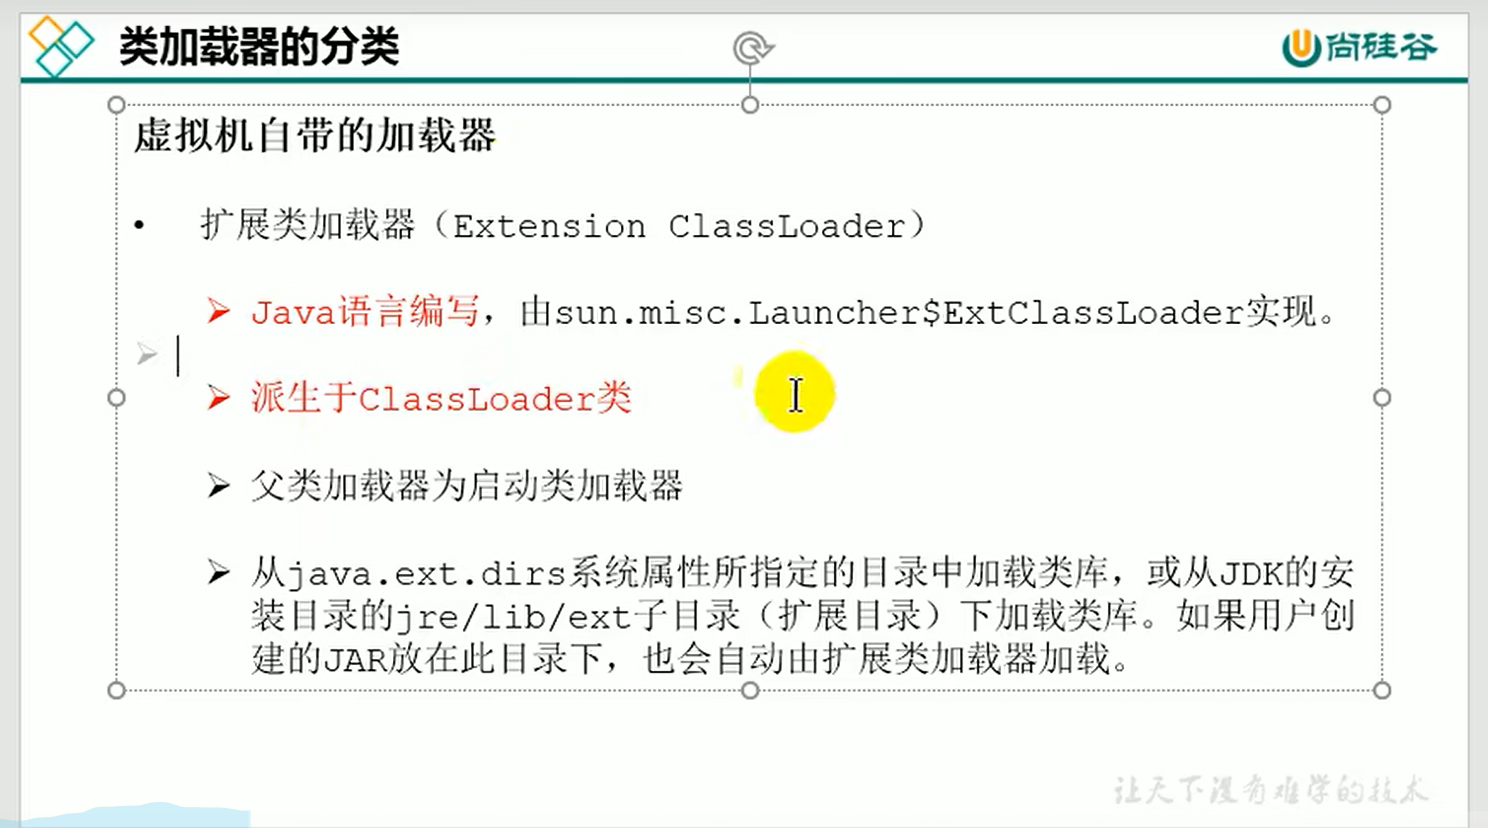 类加载器的分类
尚硅谷
虚拟机自带的加载器
• 扩展类加载器（Extension ClassLoader）
➢ Java语言编写，由sun.misc.Launcher$ExtClassLoader实现。
➢
➢ 派生于ClassLoader类
➢ 父类加载器为启动类加载器
➢ 从java.ext.dirs系统属性所指定的目录中加载类库，或从JDK的安
装目录的jre/lib/ext子目录（扩展目录）下加载类库。如果用户创
建的JAR放在此目录下，也会自动由扩展类加载器加载。
让天下没有难学的技术